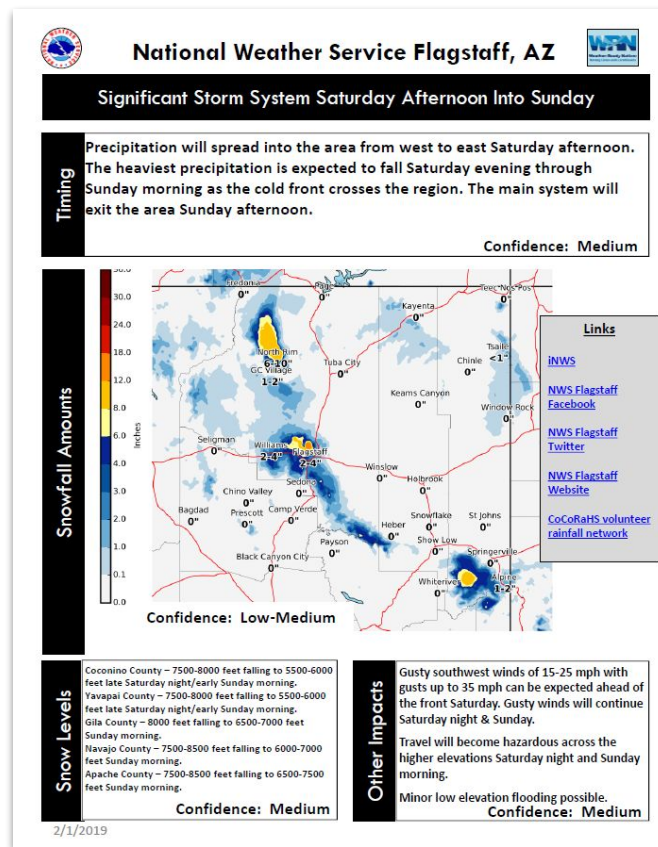 National Weather Service Flagstaff, AZ
Significant Storm System Saturday Afternoon Into Sunday
Timing
Precipitation will spread into the area from west to east Saturday afternoon.
The heaviest precipitation is expected to fall Saturday evening through
Sunday morning as the cold front crosses the region. The main system will
exit the area Sunday afternoon.
Confidence: Medium
Snowfall Amounts
30.0
24.0
18.0
12.0
8.0
6.0
4.0
3.0
2.0
1.0
0.1
0.0
Inches
Fredonia
0"
Page
0"
Teec Nos Pos
0"
Kayenta
0"
North Rim
6-10"
GC Village
1-2"
Tuba City
0"
Tsaile
<1"
Chinle
0"
Keams Canyon
0"
Window Rock
0"
Seligman
0"
Williams
2-4"
Flagstaff
2-4"
Winslow
0"
Holbrook
0"
Sedona
0"
Chino Valley
0"
Bagdad
0"
Prescott
0"
Camp Verde
0"
Snowflake
0"
St Johns
0"
Heber
0"
Payson
0"
Show Low
0"
Black Canyon City
0"
Springerville
0"
Whiteriver
0"
Alpine
1-2"
Confidence: Low-Medium
Links
iNWS
NWS Flagstaff
Facebook
NWS Flagstaff
Twitter
NWS Flagstaff
Website
CoCoRaHS volunteer
rainfall network
Snow Levels
Coconino County – 7500-8000 feet falling to 5500-6000
feet late Saturday night/early Sunday morning.
Yavapai County – 7500-8000 feet falling to 5500-6000
feet late Saturday night/early Sunday morning.
Gila County – 8000 feet falling to 6500-7000 feet
Sunday morning.
Navajo County – 7500-8500 feet falling to 6000-7000
feet Sunday morning.
Apache County – 7500-8500 feet falling to 6500-7500
feet Sunday morning.
Confidence: Medium
Other Impacts
Gusty southwest winds of 15-25 mph with
gusts up to 35 mph can be expected ahead of
the front Saturday. Gusty winds will continue
Saturday night & Sunday.
Travel will become hazardous across the
higher elevations Saturday night and Sunday
morning.
Minor low elevation flooding possible.
Confidence: Medium
2/1/2019